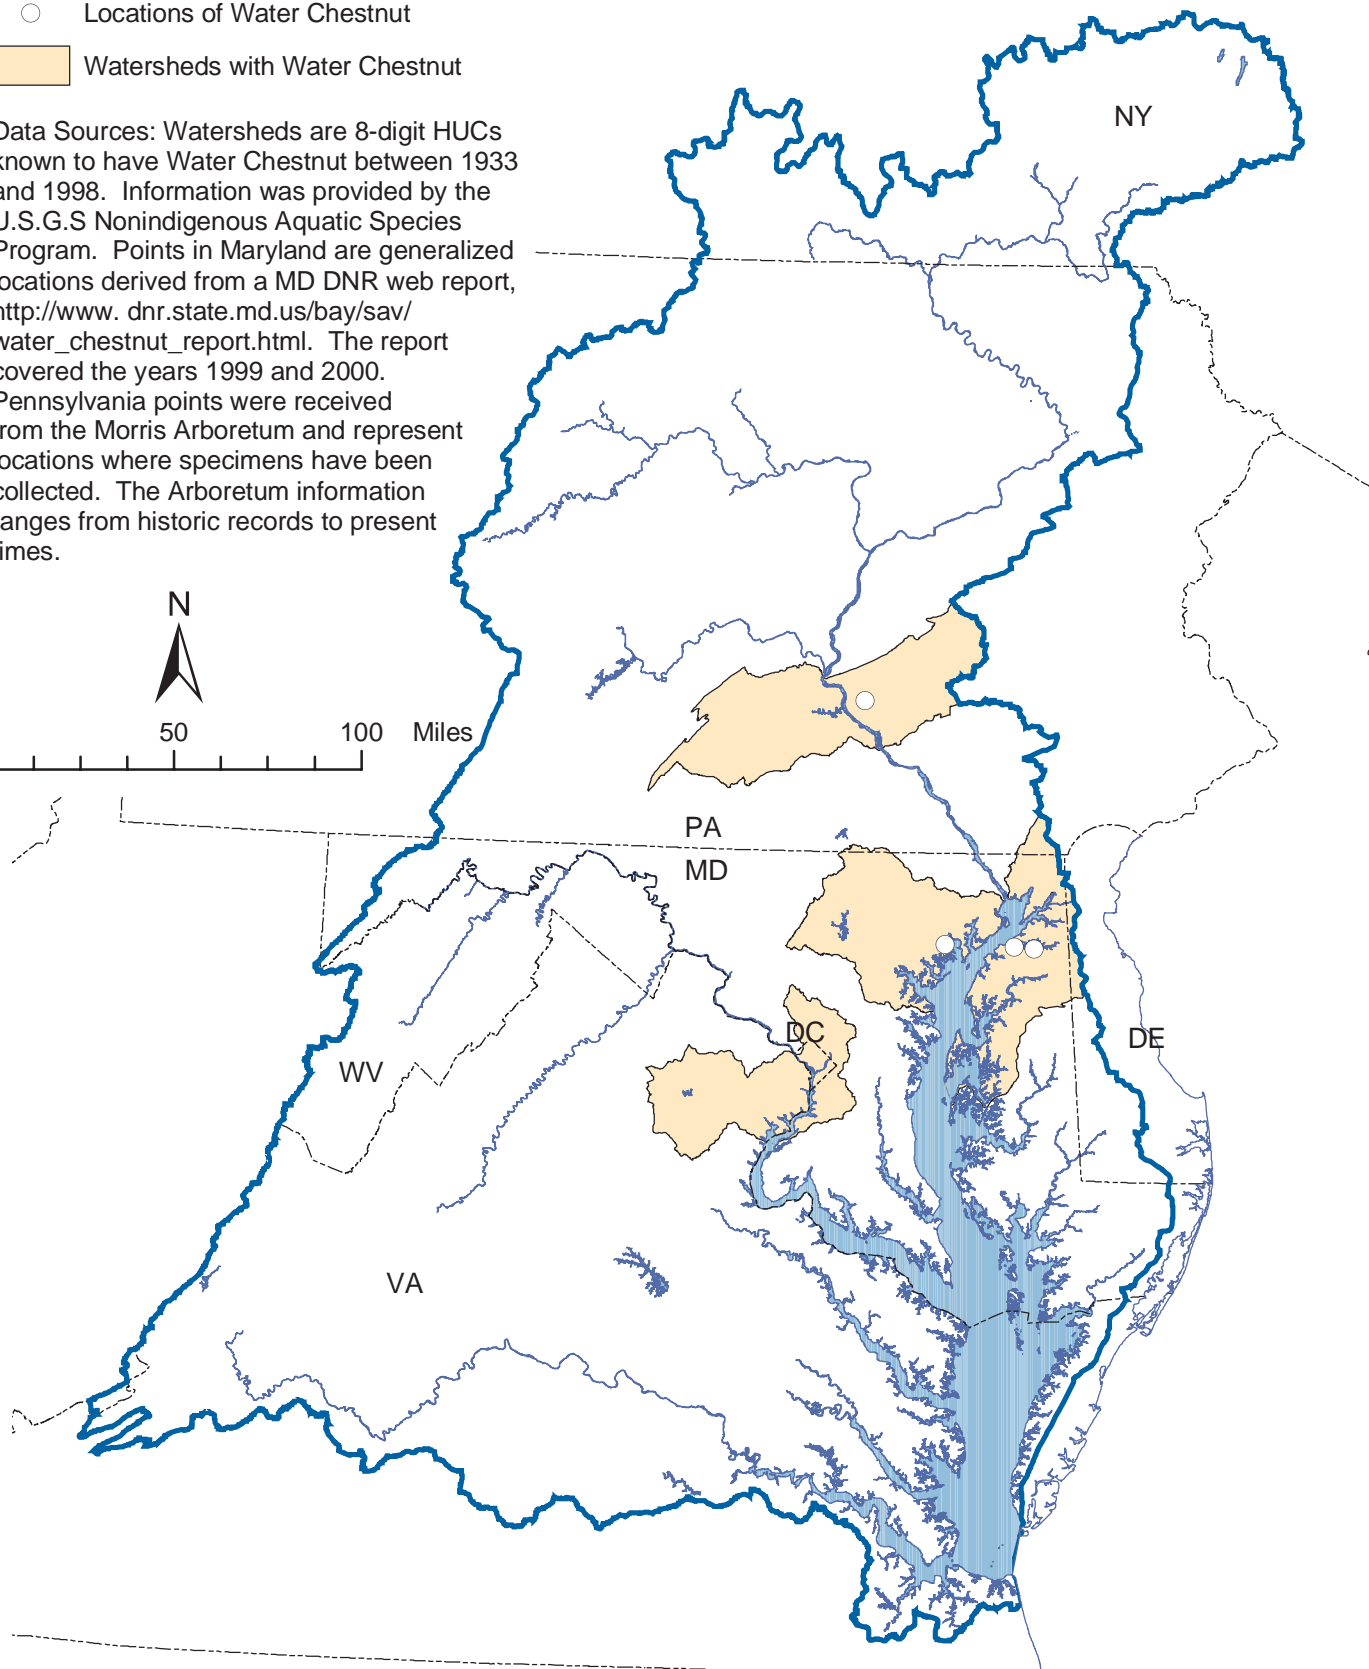 Locations of Water Chestnut
Watersheds with Water Chestnut
Data Sources: Watersheds are 8-digit HUCs
known to have Water Chestnut between 1933
and 1998. Information was provided by the
U.S.G.S Nonindigenous Aquatic Species
Program. Points in Maryland are generalized
locations derived from a MD DNR web report,
http://www. dnr.state.md.us/bay/sav/
water_chestnut_report.html. The report
covered the years 1999 and 2000.
Pennsylvania points were received
from the Morris Arboretum and represent
locations where specimens have been
collected. The Arboretum information
ranges from historic records to present
times.
N
50 100 Miles
NY
PA
MD
DC
DE
WV
VA